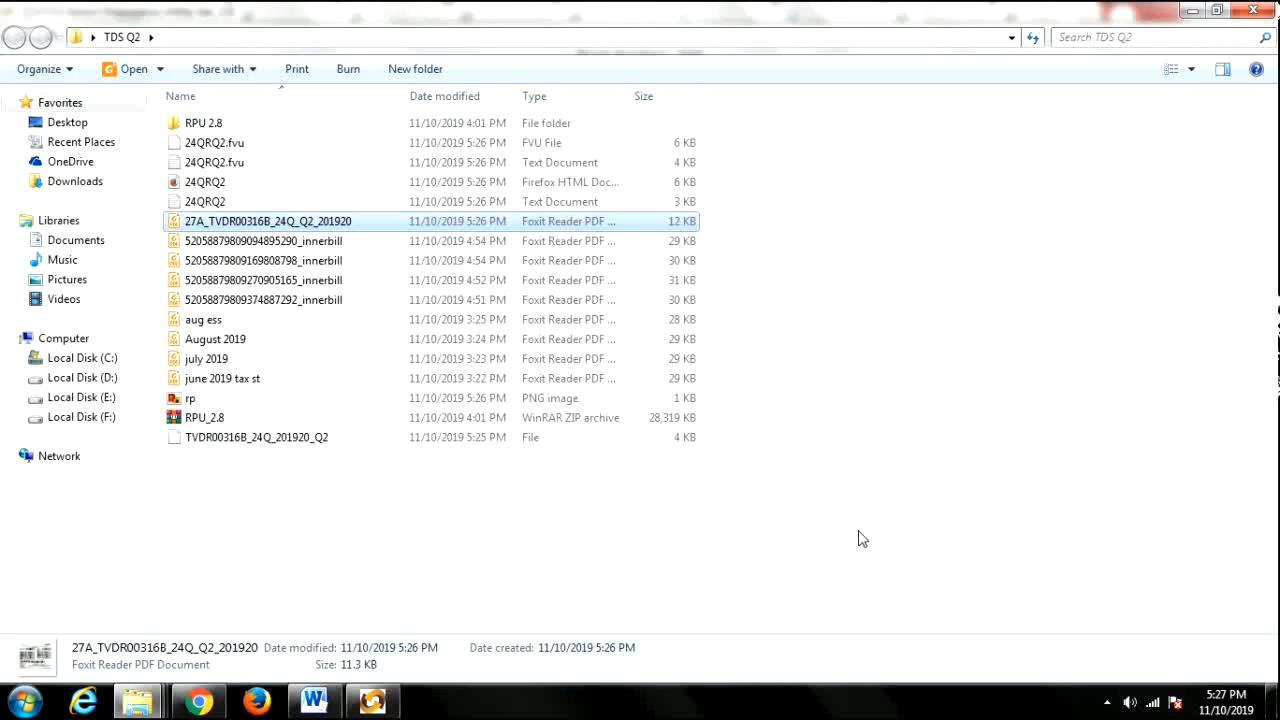 TDS Q2
Search TDS Q2
Organize Open Share with Print Burn New folder
Name Date modified Type Size
Favorites
Desktop
Recent Places
OneDrive
Downloads
Libraries
Documents
Music
Pictures
Videos
Computer
Local Disk (C:)
Local Disk (D:)
Local Disk (E:)
Local Disk (F:)
Network
RPU 2.8 11/10/2019 4:01 PM File folder
24QRQ2.fvu 11/10/2019 5:26 PM FVU File 6 KB
24QRQ2.fvu 11/10/2019 5:26 PM Text Document 4 KB
24QRQ2 11/10/2019 5:26 PM Firefox HTML Doc... 6 KB
24QRQ2 11/10/2019 5:26 PM Text Document 3 KB
27A_TVDR00316B_24Q_Q2_201920 11/10/2019 5:26 PM Foxit Reader PDF ... 12 KB
52058879809094895290_innerbill 11/10/2019 4:54 PM Foxit Reader PDF ... 29 KB
52058879809169808798_innerbill 11/10/2019 4:54 PM Foxit Reader PDF ... 30 KB
52058879809270905165_innerbill 11/10/2019 4:52 PM Foxit Reader PDF ... 31 KB
52058879809374887292_innerbill 11/10/2019 4:51 PM Foxit Reader PDF ... 30 KB
aug ess 11/10/2019 3:25 PM Foxit Reader PDF ... 28 KB
August 2019 11/10/2019 3:24 PM Foxit Reader PDF ... 29 KB
july 2019 11/10/2019 3:23 PM Foxit Reader PDF ... 29 KB
june 2019 tax st 11/10/2019 3:22 PM Foxit Reader PDF ... 29 KB
rp 11/10/2019 5:26 PM PNG image 1 KB
RPU_2.8 11/10/2019 4:01 PM WinRAR ZIP archive 28,319 KB
TVDR00316B_24Q_201920_Q2 11/10/2019 5:25 PM File 4 KB
27A_TVDR00316B_24Q_Q2_201920 Date modified: 11/10/2019 5:26 PM Date created: 11/10/2019 5:26 PM
Foxit Reader PDF Document Size: 11.3 KB
5:27 PM
11/10/2019